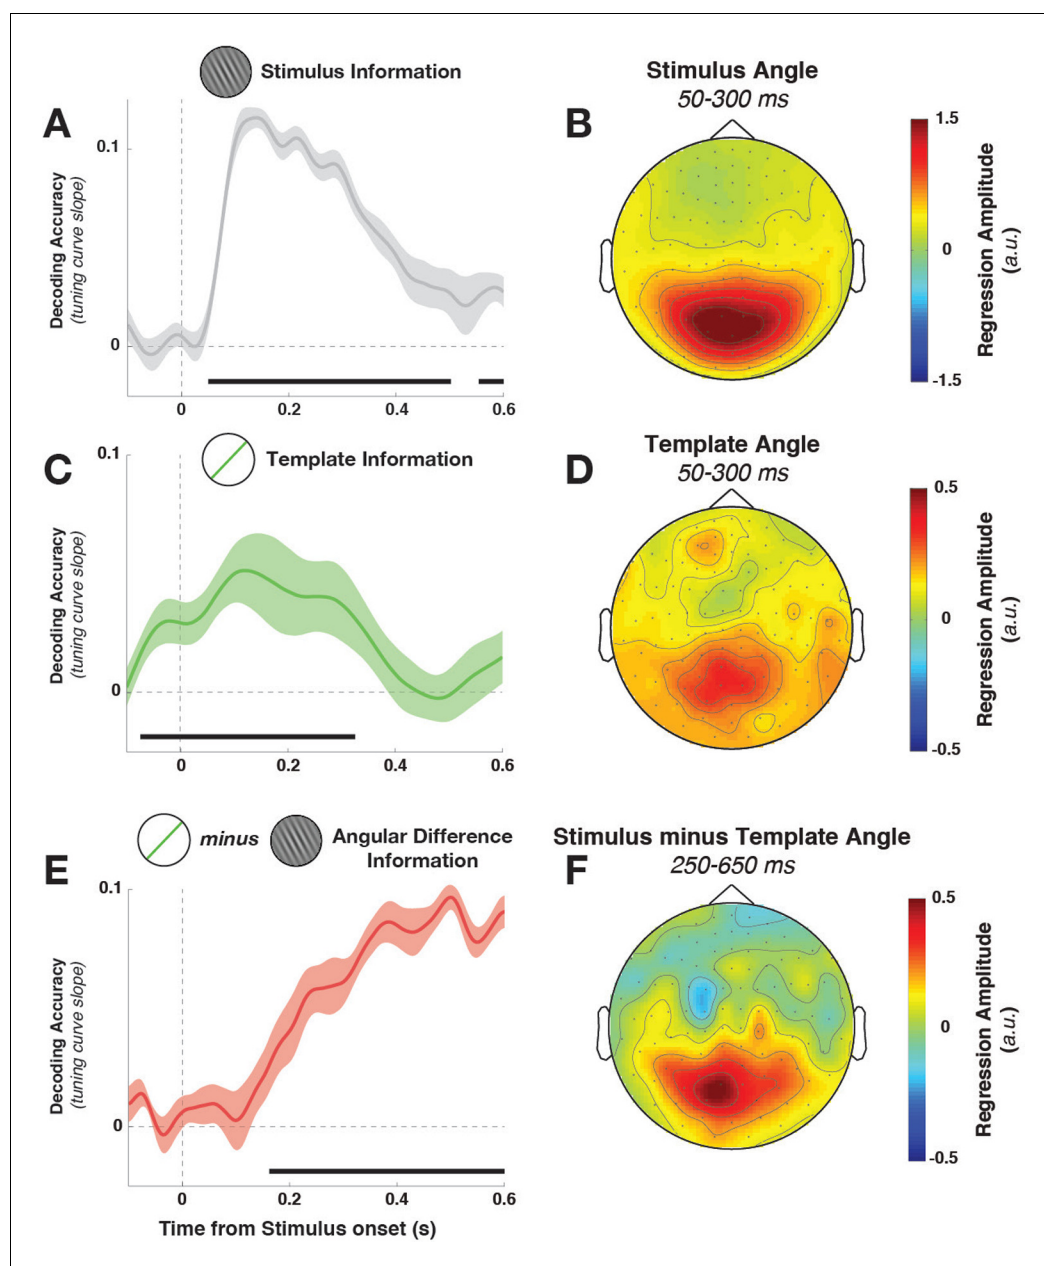 Stimulus Information
A
0.1
0
Decoding Accuracy
(tuning curve slope)
0 0.2 0.4 0.6
Stimulus Angle
50-300 ms
B
1.5
0
-1.5
Regression Amplitude
(a.u.)
Template Information
C
0.1
0
Decoding Accuracy
(tuning curve slope)
0 0.2 0.4 0.6
Template Angle
50-300 ms
D
0.5
0
-0.5
Regression Amplitude
(a.u.)
minus
Angular Difference
Information
E
0.1
0
Decoding Accuracy
(tuning curve slope)
0 0.2 0.4 0.6
Time from Stimulus onset (s)
Stimulus minus Template Angle
250-650 ms
F
0.5
0
-0.5
Regression Amplitude
(a.u.)